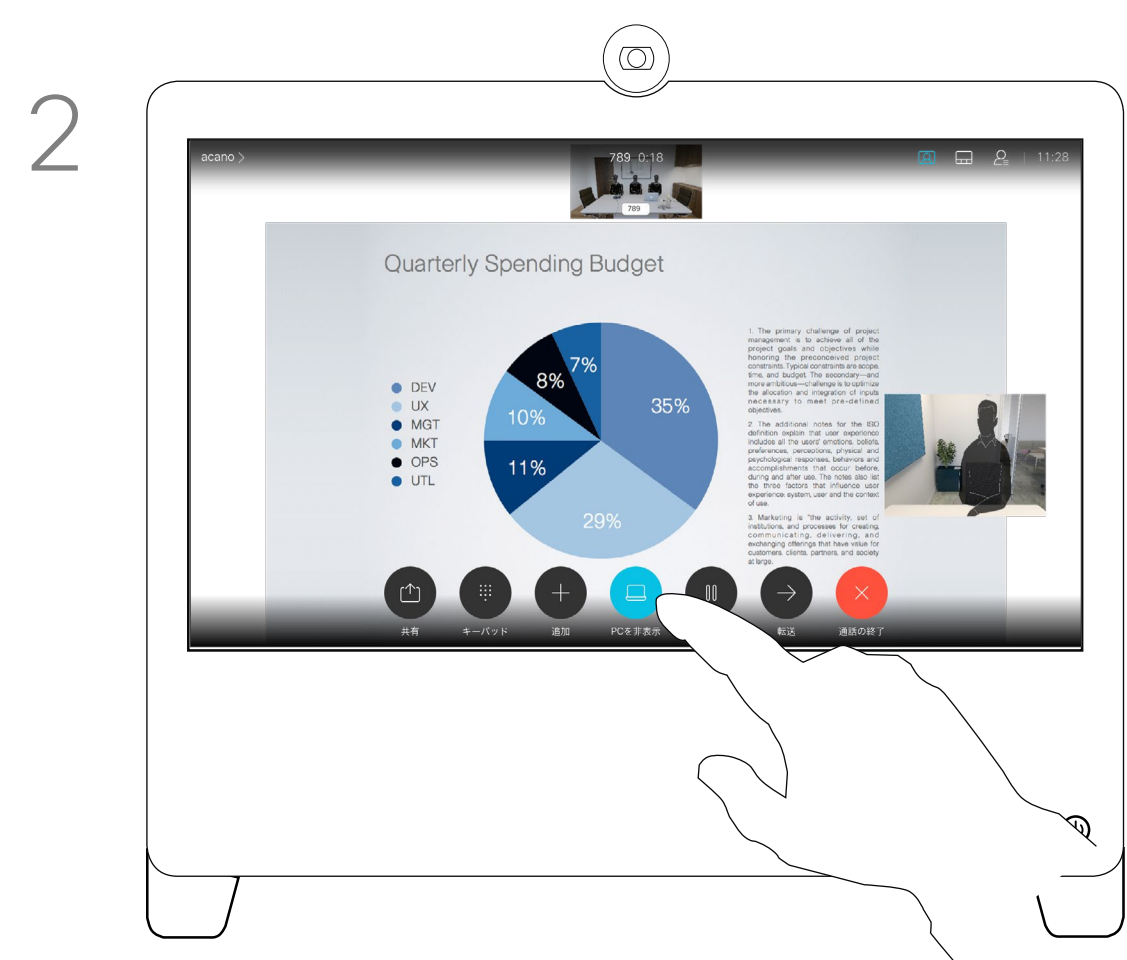 2
acano >
789 0:18
11:28
789
Quarterly Spending Budget
DEV
UX
MGT
MKT
OPS
UTL
7%
8%
35%
10%
11%
29%
1. The primary challenge of project
management is to achieve all of the
project goals and objectives while
honoring the preconceived project
constraints. Typical constraints are scope,
time, and budget. The secondary—and
more ambitious—challenge is to optimize
the allocation and integration of inputs
necessary to meet pre-defined
objectives.
2. The additional notes for the ISO
definition explain that user experience
includes all the users' emotions, beliefs,
preferences, perceptions, physical and
psychological responses, behaviors and
accomplishments that occur before,
during and after use. The notes also list
the three factors that influence user
experience: system, user and the context
of use.
3. Marketing is "the activity, set of
institutions, and processes for creating,
communicating, delivering, and
exchanging offerings that have value for
customers, clients, partners, and society
at large.
共有
キーパッド
追加
PCを非表示
転送
通話の終了